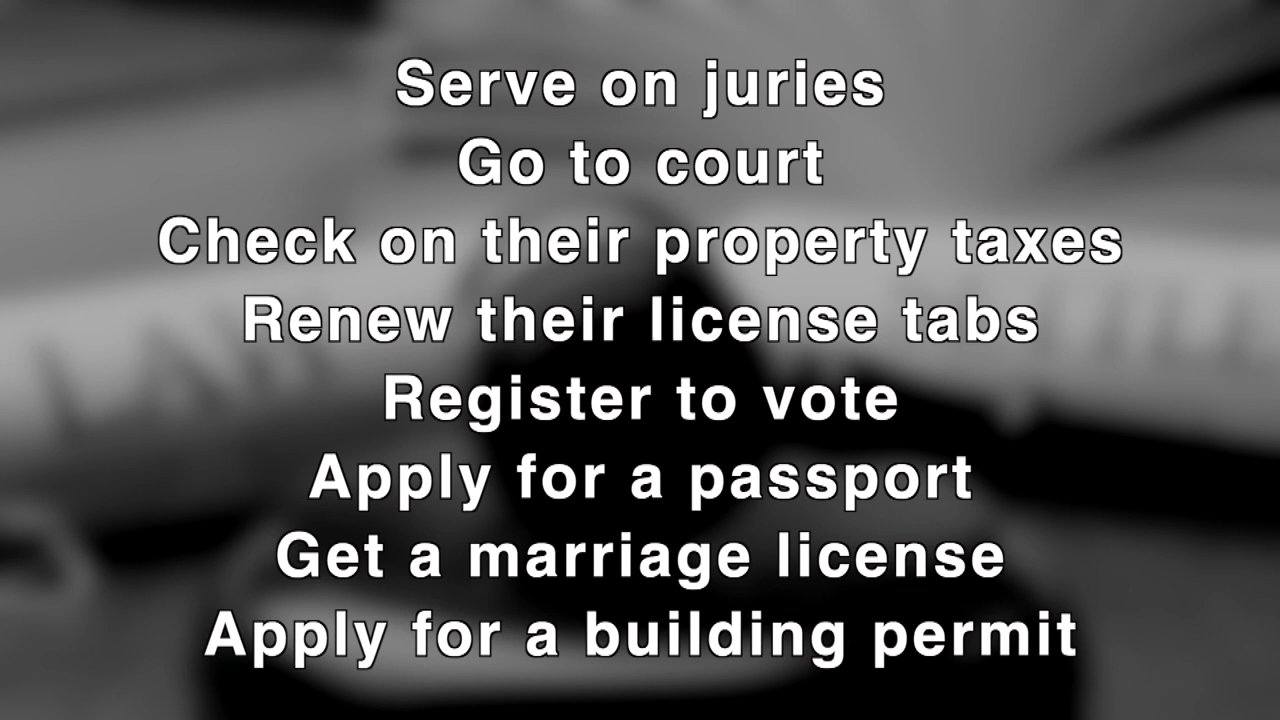 Serve on juries
Go to court
Check on their property taxes
Renew their license tabs
Register to vote
Apply for a passport
Get a marriage license
Apply for a building permit